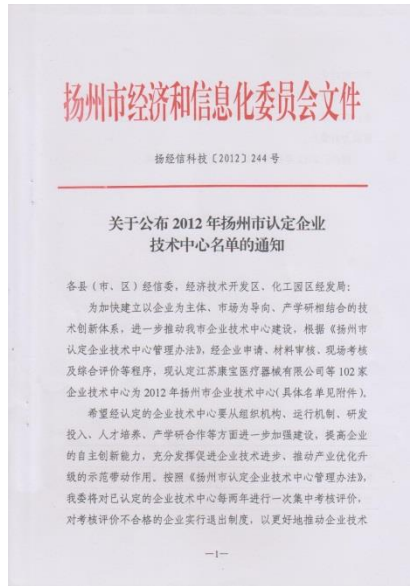 扬州市经济和信息化委员会文件
扬经信科技〔2012〕244号
关于公布2012年扬州市认定企业
技术中心名单的通知
各县（市、区）经信委，经济技术开发区、化工园区经发局：
为加快建立以企业为主体、市场为导向、产学研相结合的技
术创新体系，进一步推动我市企业技术中心建设，根据《扬州市
认定企业技术中心管理办法》，经企业申请、材料审核、现场考核
及综合评价等程序，现认定江苏康宝医疗器械有限公司等102家
企业技术中心为2012年扬州市企业技术中心（具体名单见附件）。
希望经认定的企业技术中心要从组织机构、运行机制、研发
投入、人才培养、产学研合作等方面进一步加强建设，提高企业
的自主创新能力，充分发挥促进企业技术进步、推动产业优化升
级的示范带动作用。按照《扬州市认定企业技术中心管理办法》，
我委将对已认定的企业技术中心每两年进行一次集中考核评价，
对考核评价不合格的企业实行退出制度，以更好地推动企业技术
—1—